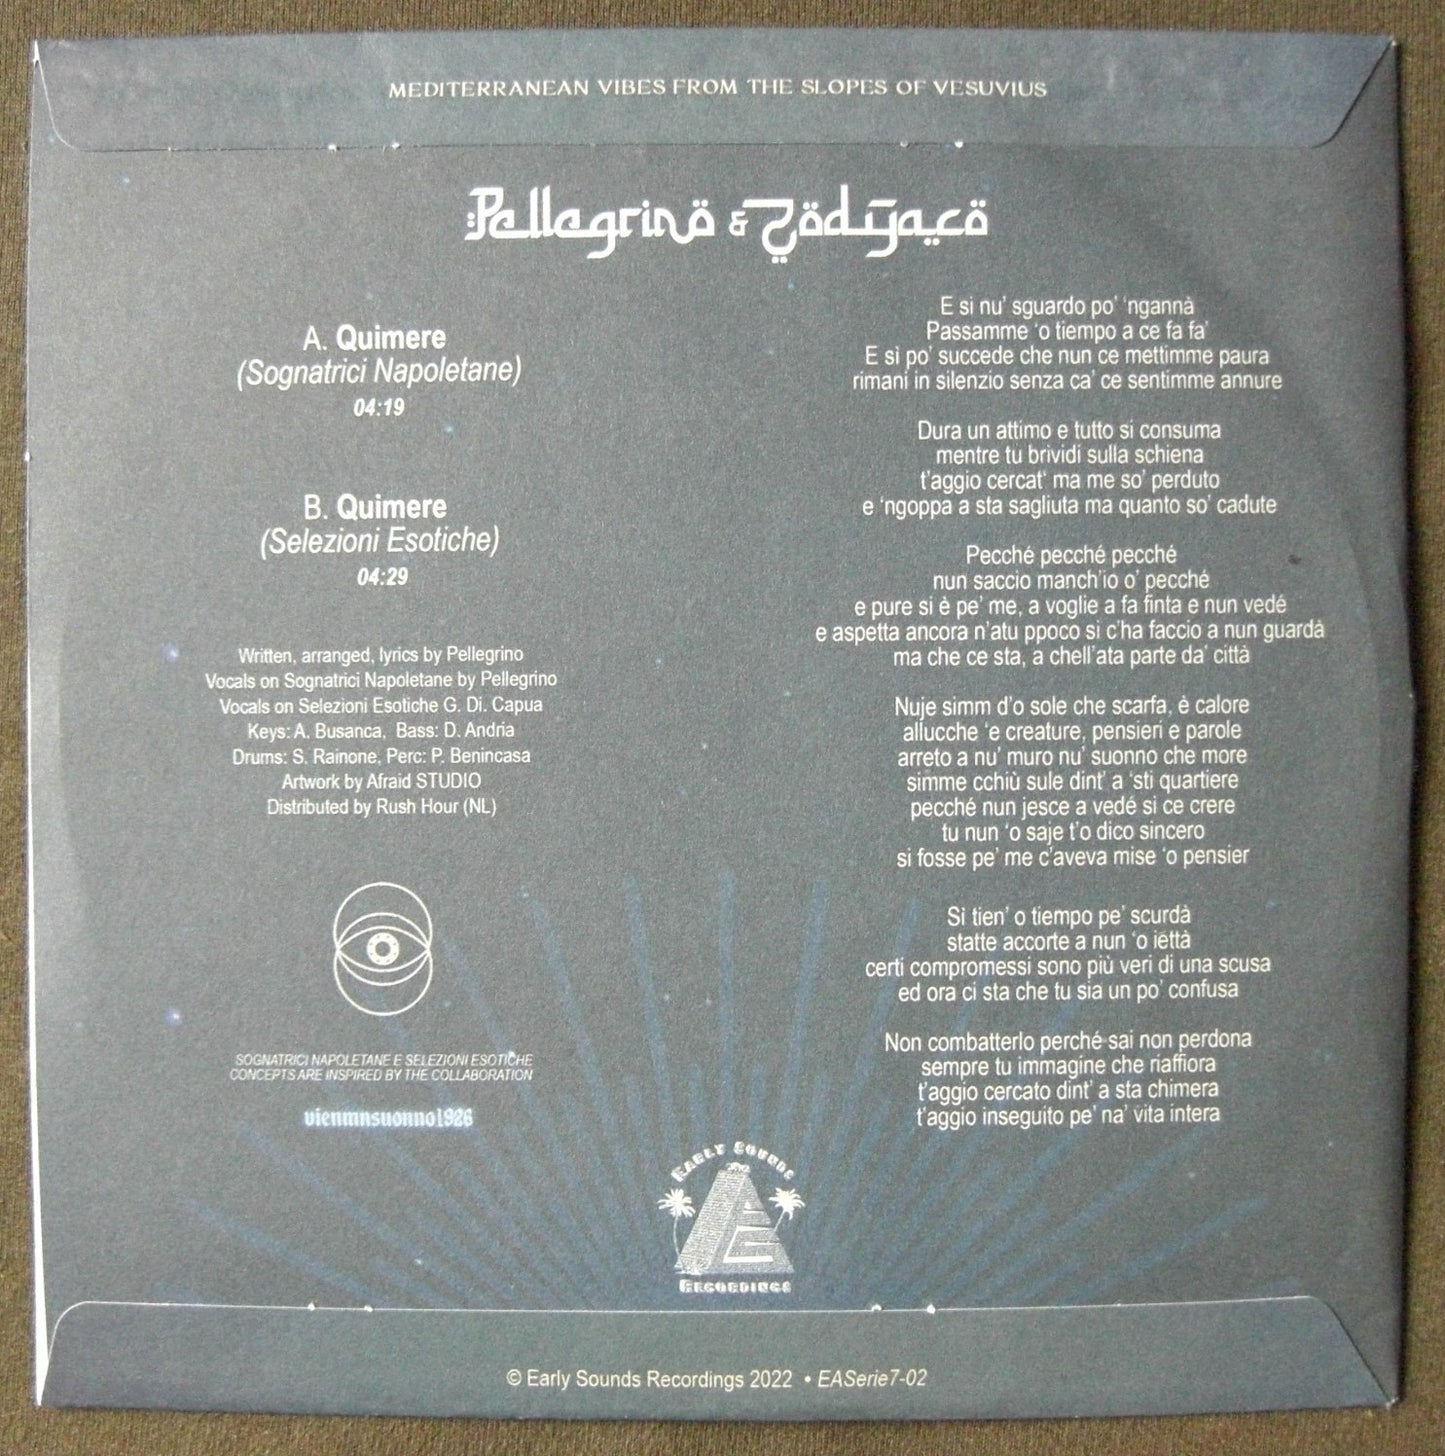 MEDITERRANEAN VIBES FROM THE SLOPES OF VESUVIUS
Pellegrinö & Zödȳacö
A. Quimere
(Sognatrici Napoletane)
04:19
B. Quimere
(Selezioni Esotiche)
04:29
Written, arranged, lyrics by Pellegrino
Vocals on Sognatrici Napoletane by Pellegrino
Vocals on Selezioni Esotiche G. Di. Capua
Keys: A. Busanca,  Bass: D. Andria
Drums: S. Rainone, Perc: P. Benincasa
Artwork by Afraid STUDIO
Distributed by Rush Hour (NL)
SOGNATRICI NAPOLETANE E SELEZIONI ESOTICHE
CONCEPTS ARE INSPIRED BY THE COLLABORATION
vienmnsuonno1926
E sì nu’ sguardo po’ ‘ngannà
Passamme ‘o tiempo a ce fa fa’
E sì po’ succede che nun ce mettimme paura
rimani in silenzio senza ca’ ce sentimme annure
Dura un attimo e tutto si consuma
mentre tu brividi sulla schiena
t’aggio cercat‘ ma me so’ perduto
e ‘ngoppa a sta sagliuta ma quanto so’ cadute
Pecché pecché pecché
nun saccio manch’io o’ pecché
e pure si è pe’ me, a voglie a fa finta e nun vedé
e aspetta ancora n’atu ppoco si c’ha faccio a nun guardà
ma che ce sta, a chell’ata parte da’ città
Nuje simm d’o sole che scarfa, è calore
allucche ‘e creature, pensieri e parole
arreto a nu’ muro nu’ suonno che more
simme cchiù sule dint’ a ‘sti quartiere
pecché nun jesce a vedé si ce crere
tu nun ‘o saje t’o dico sincero
si fosse pe’ me c’aveva mise ‘o pensier
Sì tien’ o tiempo pe’ scurdà
statte accorte a nun ‘o iettà
certi compromessi sono più veri di una scusa
ed ora ci sta che tu sia un po’ confusa
Non combatterlo perché sai non perdona
sempre tu immagine che riaffiora
t’aggio cercato dint’ a sta chimera
t’aggio inseguito pe’ na’ vita intera
EARLY SOUNDS
AE
RECORDINGS
© Early Sounds Recordings 2022 • EASerie7-02